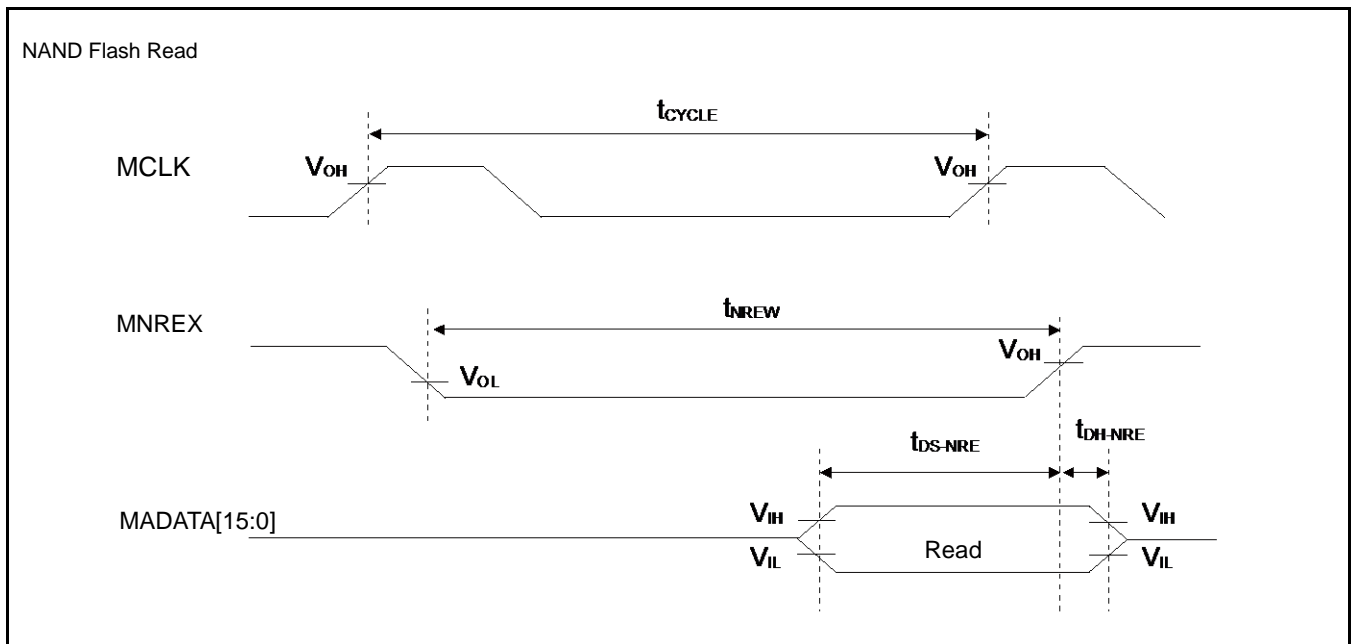 NAND Flash Read
tCYCLE
MCLK
VOH
VOH
tNREW
MNREX
VOH
VOL
tDS-NRE
tDH-NRE
MADATA[15:0]
VIH
VIH
Read
VIL
VIL